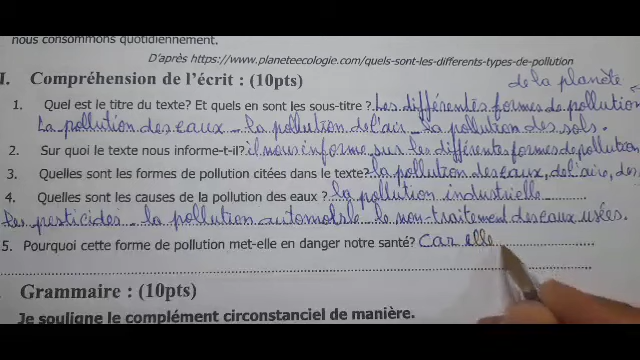 nous consommons quotidiennement.
D'après https://www.planeteecologie.com/quels-sont-les-differents-types-de-pollution
I. Compréhension de l'écrit : (10pts) de la planète
1. Quel est le titre du texte? Et quels en sont les sous-titre ? Les différentes formes de pollution
La pollution des eaux _ la pollution de l'air _ la pollution des sols.
2. Sur quoi le texte nous informe-t-il? il nous informe sur les différentes formes de pollution
3. Quelles sont les formes de pollution citées dans le texte? la pollution des eaux, de l'air, des
4. Quelles sont les causes de la pollution des eaux ? la pollution industrielle
Les pesticides _ la pollution automobile le non-traitement des eaux usées.
5. Pourquoi cette forme de pollution met-elle en danger notre santé? Car elle
. Grammaire : (10pts)
Je souligne le complément circonstanciel de manière.